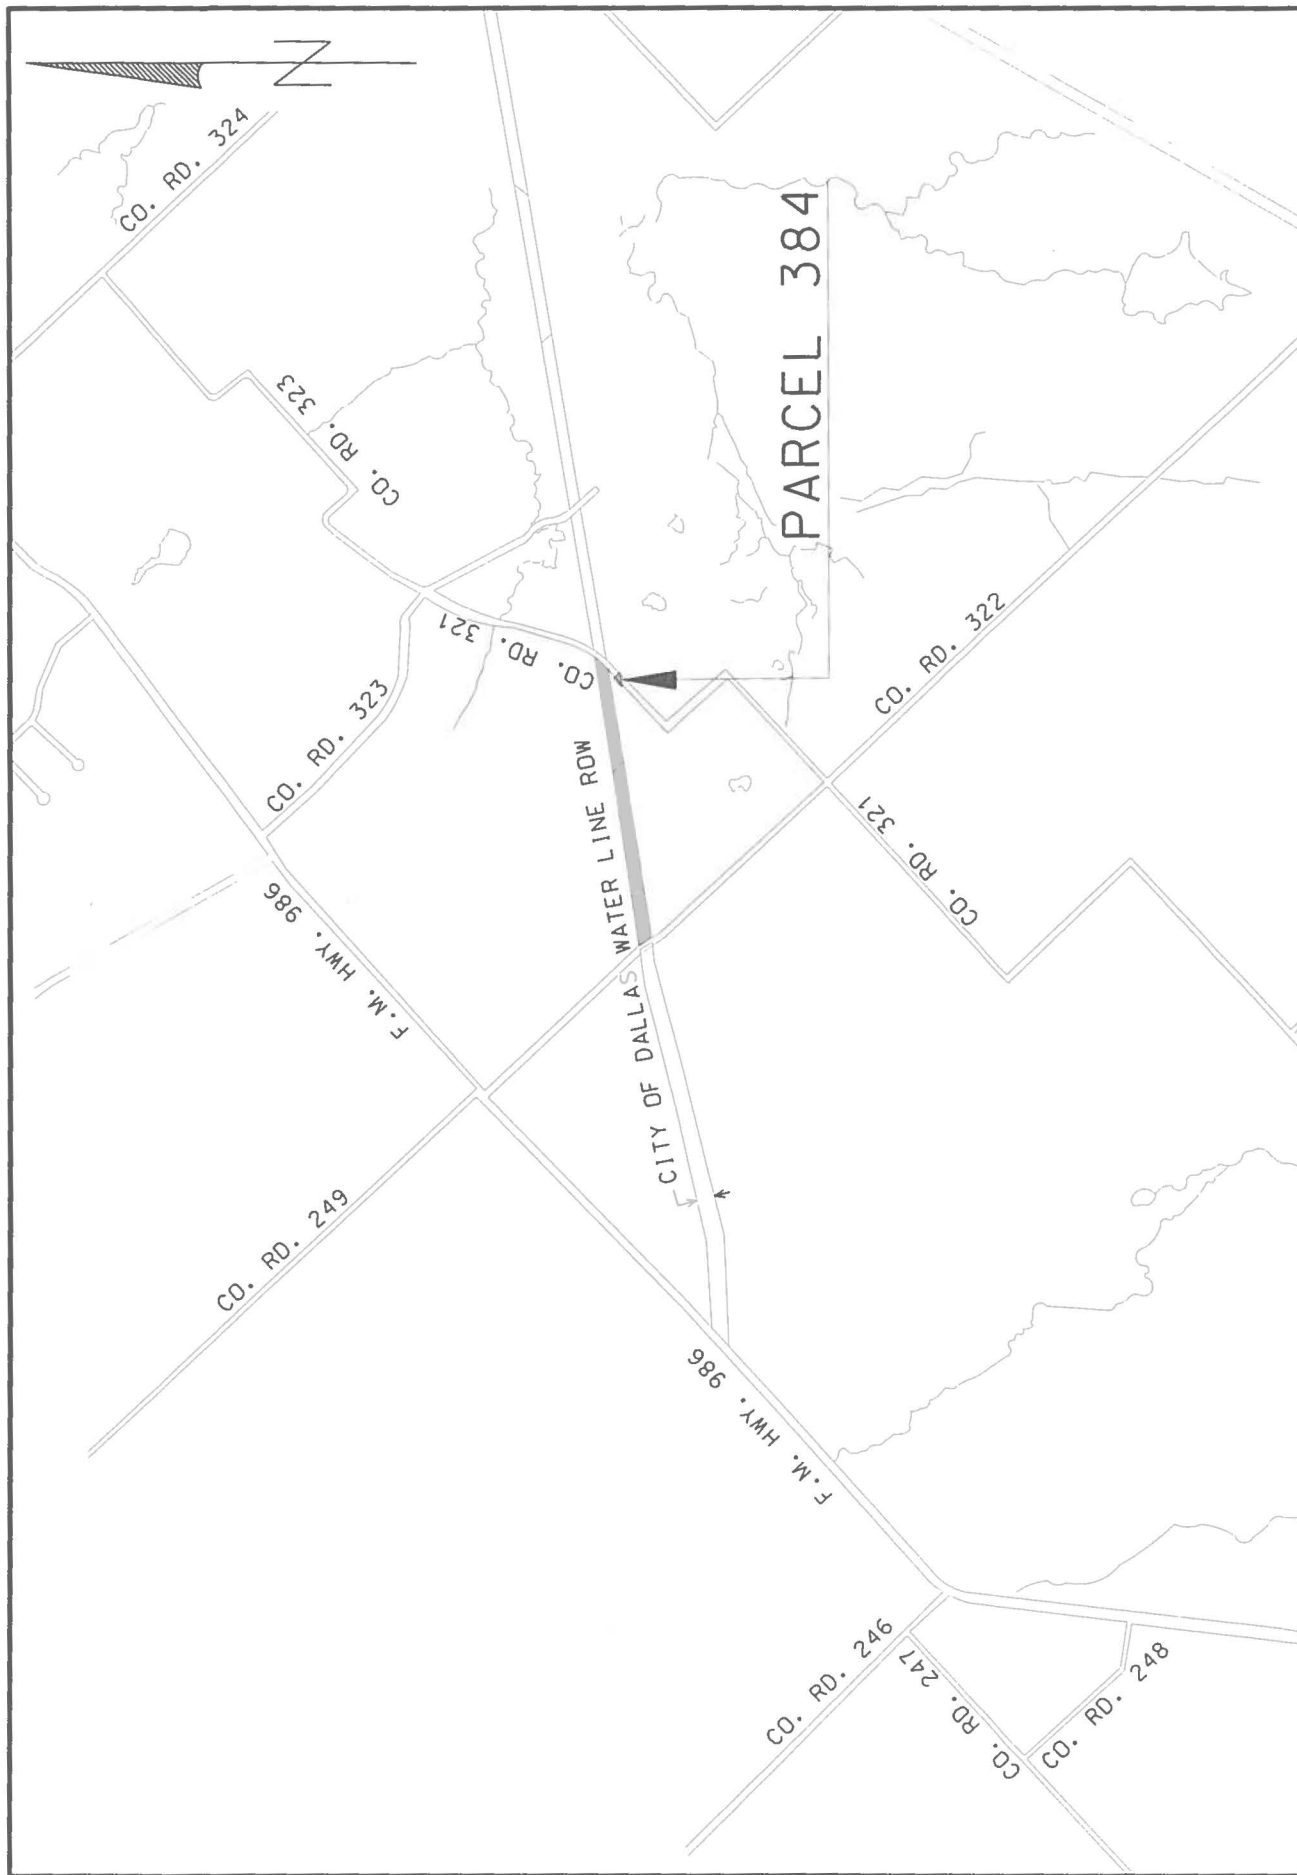 N
CO. RD. 324
CO. RD. 323
CO. RD. 321
CO. RD. 323
PARCEL 384
CO. RD. 322
F.M. HWY. 986
CITY OF DALLAS WATER LINE ROW
CO. RD. 321
CO. RD. 249
F.M. HWY. 986
CO. RD. 246
CO. RD. 247
CO. RD. 248